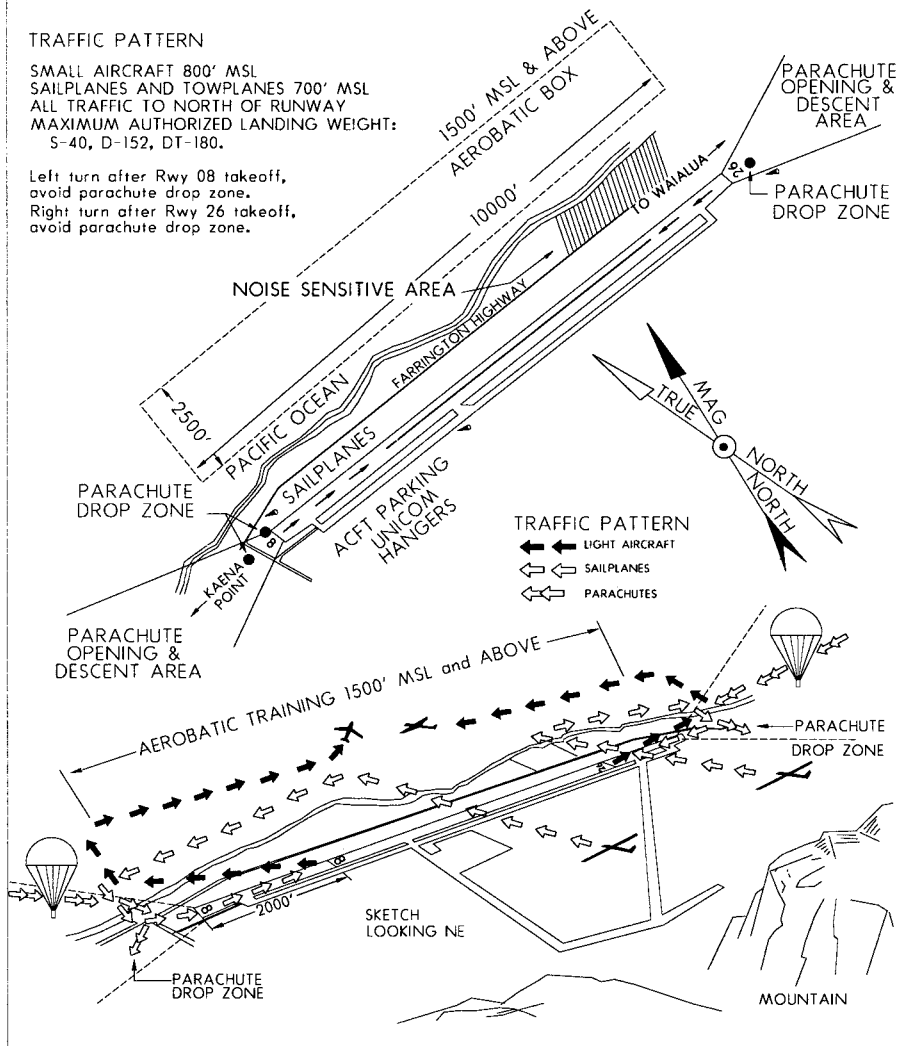 TRAFFIC PATTERN
SMALL AIRCRAFT 800' MSL
SAILPLANES AND TOWPLANES 700' MSL
ALL TRAFFIC TO NORTH OF RUNWAY
MAXIMUM AUTHORIZED LANDING WEIGHT:
S-40, D-152, DT-180.
Left turn after Rwy 08 takeoff,
avoid parachute drop zone.
Right turn after Rwy 26 takeoff,
avoid parachute drop zone.
1500' MSL & ABOVE
AEROBATIC BOX
10000'
2500'
PARACHUTE
OPENING &
DESCENT
AREA
26
TO WAIALUA
PARACHUTE
DROP ZONE
NOISE SENSITIVE AREA
FARRINGTON HIGHWAY
PACIFIC OCEAN
SAILPLANES
PARACHUTE
DROP ZONE
8
ACFT PARKING
UNICOM
HANGERS
KAENA
POINT
PARACHUTE
OPENING &
DESCENT AREA
MAG
TRUE
NORTH
NORTH
TRAFFIC PATTERN
LIGHT AIRCRAFT
SAILPLANES
PARACHUTES
AEROBATIC TRAINING 1500' MSL and ABOVE
PARACHUTE
DROP ZONE
8
8
2000'
SKETCH
LOOKING NE
PARACHUTE
DROP ZONE
MOUNTAIN